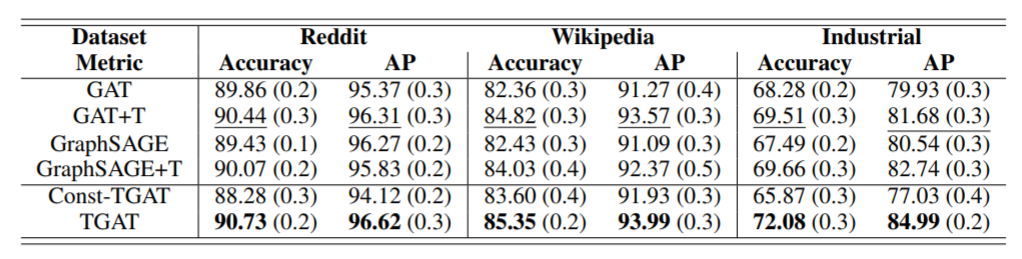 Dataset Reddit Wikipedia Industrial
Metric Accuracy AP Accuracy AP Accuracy AP
GAT 89.86 (0.2) 95.37 (0.3) 82.36 (0.3) 91.27 (0.4) 68.28 (0.2) 79.93 (0.3)
GAT+T 90.44 (0.3) 96.31 (0.3) 84.82 (0.3) 93.57 (0.3) 69.51 (0.3) 81.68 (0.3)
GraphSAGE 89.43 (0.1) 96.27 (0.2) 82.43 (0.3) 91.09 (0.3) 67.49 (0.2) 80.54 (0.3)
GraphSAGE+T 90.07 (0.2) 95.83 (0.2) 84.03 (0.4) 92.37 (0.5) 69.66 (0.3) 82.74 (0.3)
Const-TGAT 88.28 (0.3) 94.12 (0.2) 83.60 (0.4) 91.93 (0.3) 65.87 (0.3) 77.03 (0.4)
TGAT 90.73 (0.2) 96.62 (0.3) 85.35 (0.2) 93.99 (0.3) 72.08 (0.3) 84.99 (0.2)